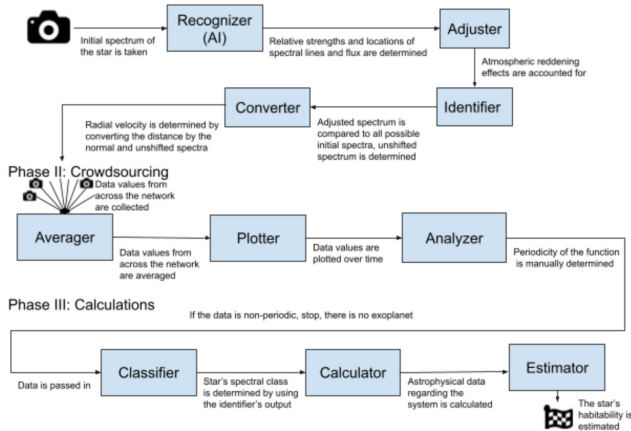 Recognizer
(AI)
Adjuster
Initial spectrum of
the star is taken
Relative strengths and locations of
spectral lines and flux are determined
Atmospheric reddening
effects are accounted for
Converter
Identifier
Radial velocity is determined by
converting the distance by the
normal and unshifted spectra
Adjusted spectrum is
compared to all possible
initial spectra, unshifted
spectrum is determined
Phase II: Crowdsourcing
Data values from
across the network
are collected
Averager
Plotter
Analyzer
Data values from
across the network
are averaged
Data values are
plotted over time
Periodicity of the function
is manually determined
Phase III: Calculations
If the data is non-periodic, stop, there is no exoplanet
Classifier
Calculator
Estimator
Data is passed in
Star's spectral class
is determined by using
the identifier's output
Astrophysical data
regarding the
system is calculated
The star's
habitability is
estimated